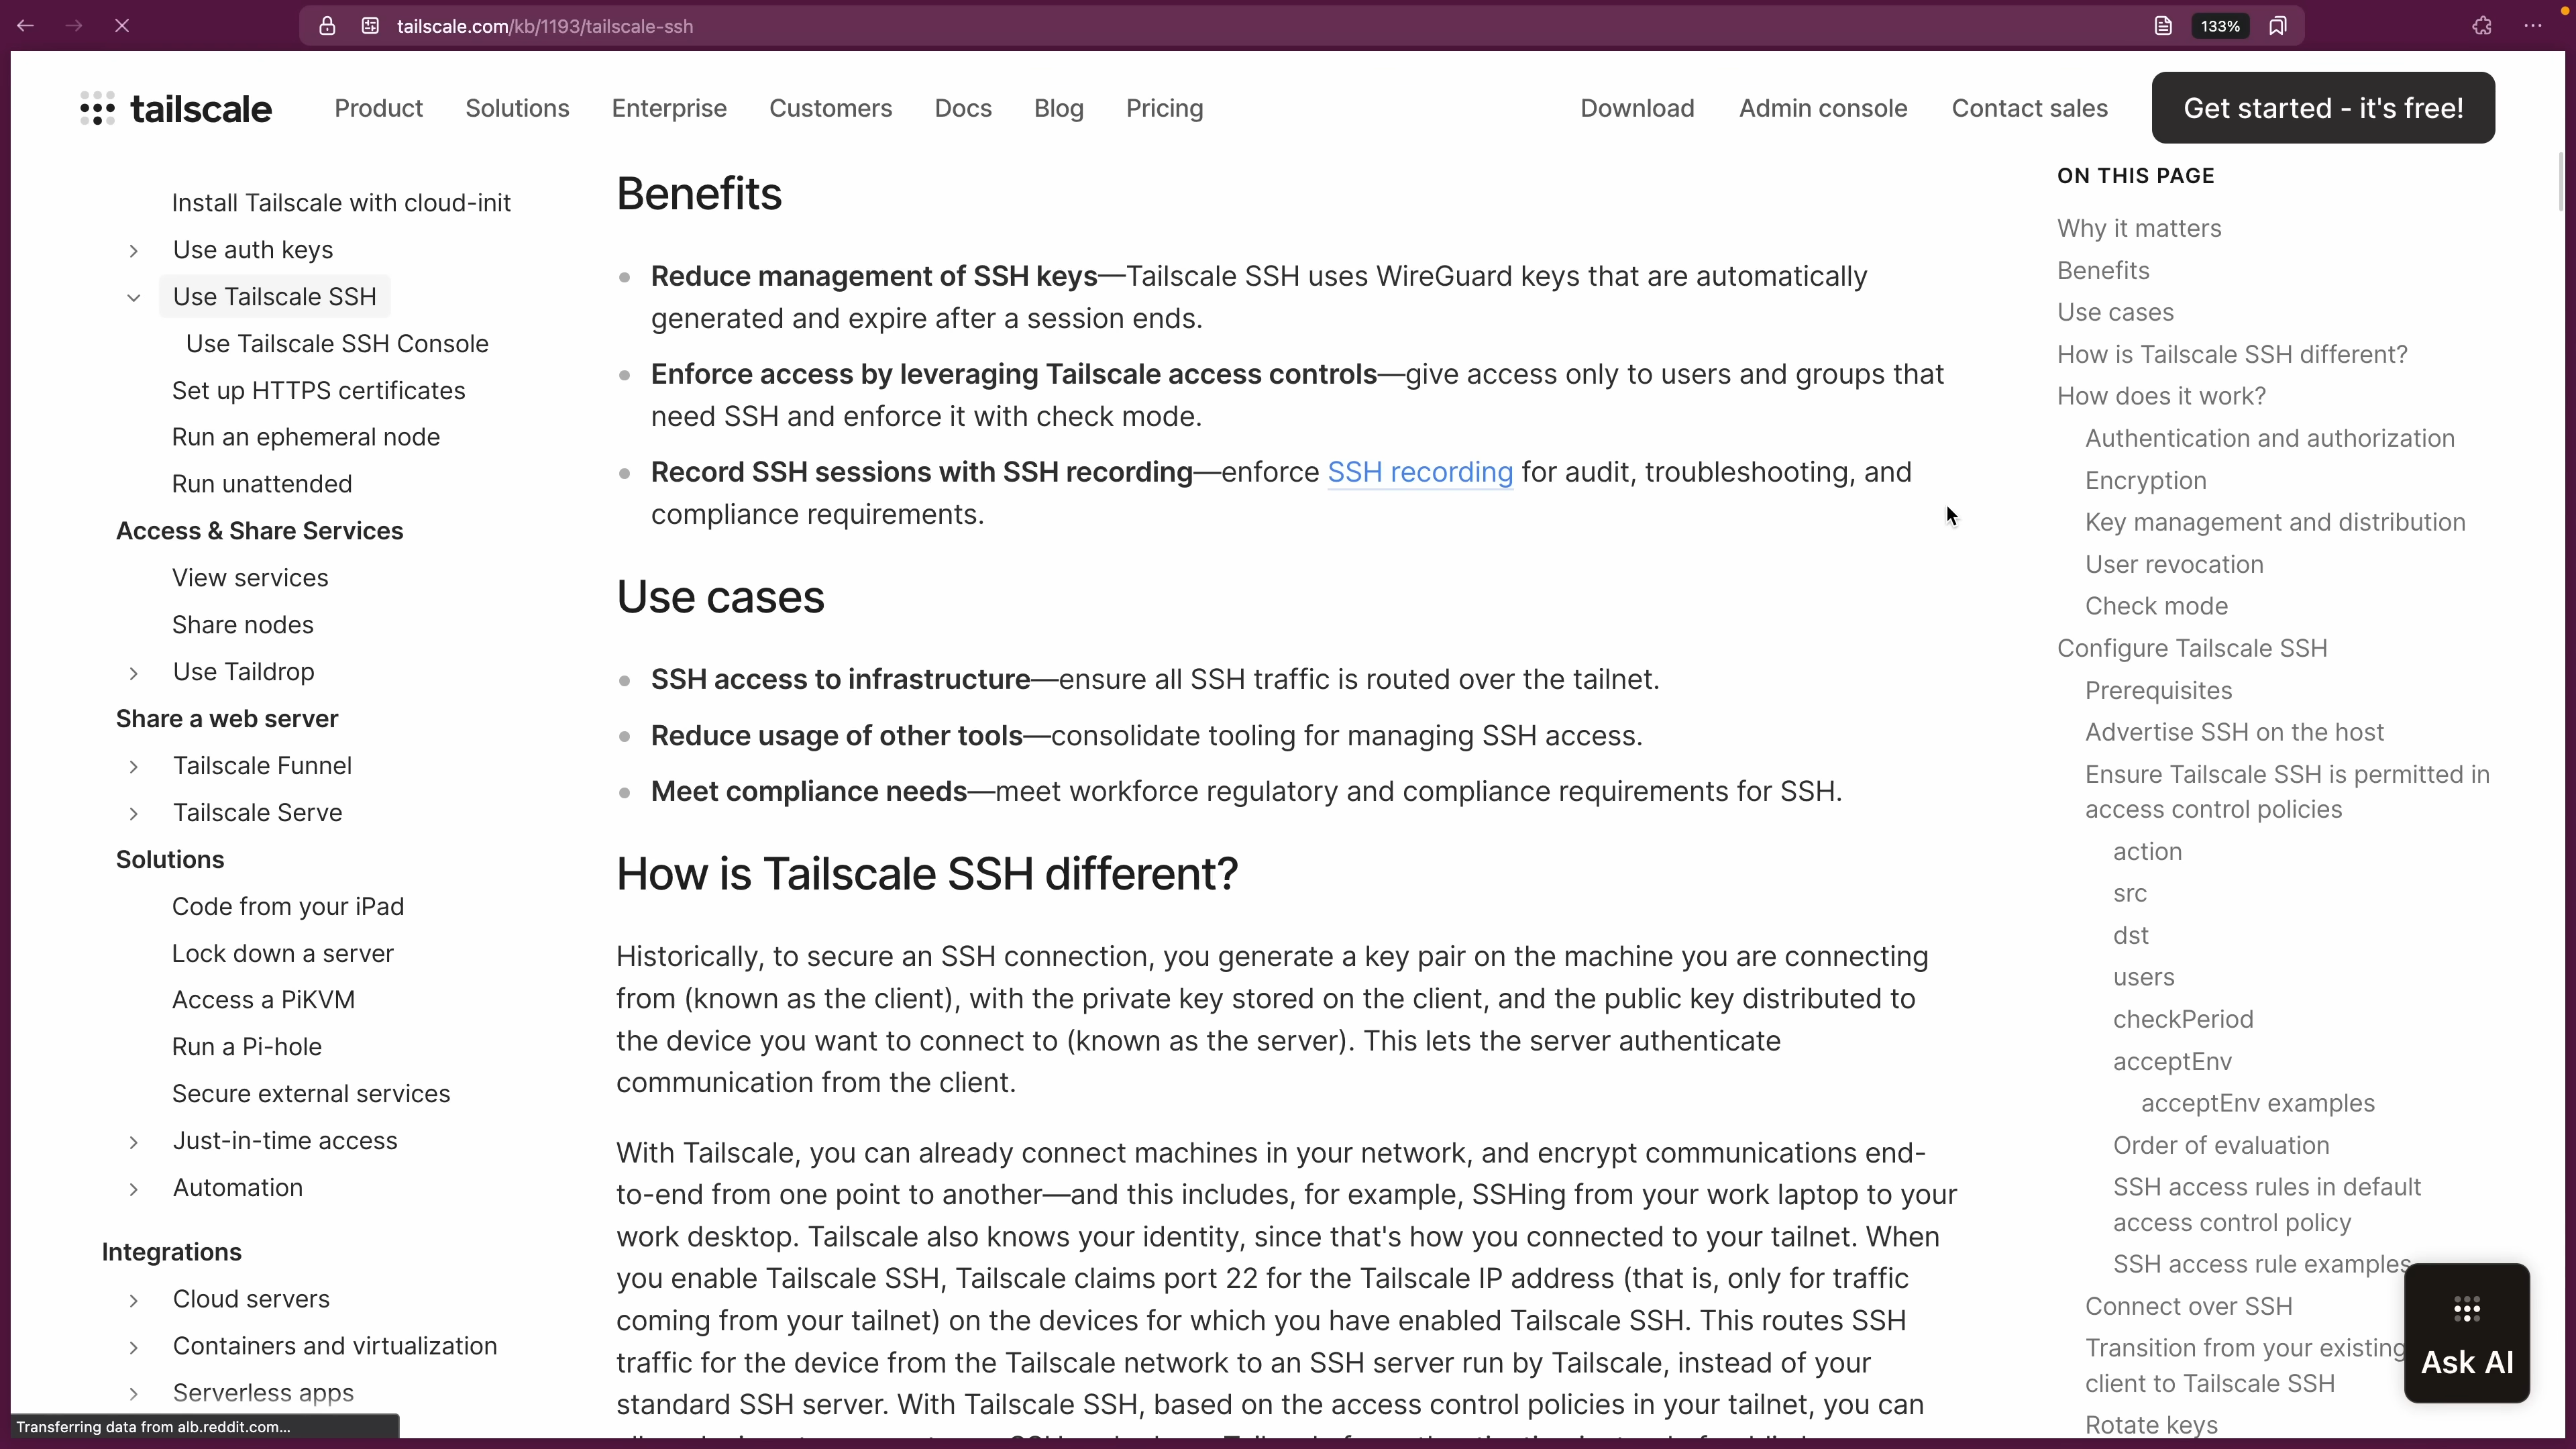 tailscale.com/kb/1193/tailscale-ssh
133%
tailscale
Product
Solutions
Enterprise
Customers
Docs
Blog
Pricing
Download
Admin console
Contact sales
Get started - it's free!
Install Tailscale with cloud-init
Use auth keys
Use Tailscale SSH
Use Tailscale SSH Console
Set up HTTPS certificates
Run an ephemeral node
Run unattended
Access & Share Services
View services
Share nodes
Use Taildrop
Share a web server
Tailscale Funnel
Tailscale Serve
Solutions
Code from your iPad
Lock down a server
Access a PiKVM
Run a Pi-hole
Secure external services
Just-in-time access
Automation
Integrations
Cloud servers
Containers and virtualization
Serverless apps
Transferring data from alb.reddit.com...
Benefits
Reduce management of SSH keys—Tailscale SSH uses WireGuard keys that are automatically
generated and expire after a session ends.
Enforce access by leveraging Tailscale access controls—give access only to users and groups that
need SSH and enforce it with check mode.
Record SSH sessions with SSH recording—enforce SSH recording for audit, troubleshooting, and
compliance requirements.
Use cases
SSH access to infrastructure—ensure all SSH traffic is routed over the tailnet.
Reduce usage of other tools—consolidate tooling for managing SSH access.
Meet compliance needs—meet workforce regulatory and compliance requirements for SSH.
How is Tailscale SSH different?
Historically, to secure an SSH connection, you generate a key pair on the machine you are connecting
from (known as the client), with the private key stored on the client, and the public key distributed to
the device you want to connect to (known as the server). This lets the server authenticate
communication from the client.
With Tailscale, you can already connect machines in your network, and encrypt communications end-
to-end from one point to another—and this includes, for example, SSHing from your work laptop to your
work desktop. Tailscale also knows your identity, since that's how you connected to your tailnet. When
you enable Tailscale SSH, Tailscale claims port 22 for the Tailscale IP address (that is, only for traffic
coming from your tailnet) on the devices for which you have enabled Tailscale SSH. This routes SSH
traffic for the device from the Tailscale network to an SSH server run by Tailscale, instead of your
standard SSH server. With Tailscale SSH, based on the access control policies in your tailnet, you can
ON THIS PAGE
Why it matters
Benefits
Use cases
How is Tailscale SSH different?
How does it work?
Authentication and authorization
Encryption
Key management and distribution
User revocation
Check mode
Configure Tailscale SSH
Prerequisites
Advertise SSH on the host
Ensure Tailscale SSH is permitted in
access control policies
action
src
dst
users
checkPeriod
acceptEnv
acceptEnv examples
Order of evaluation
SSH access rules in default
access control policy
SSH access rule examples
Connect over SSH
Transition from your existing
client to Tailscale SSH
Rotate keys
Ask AI